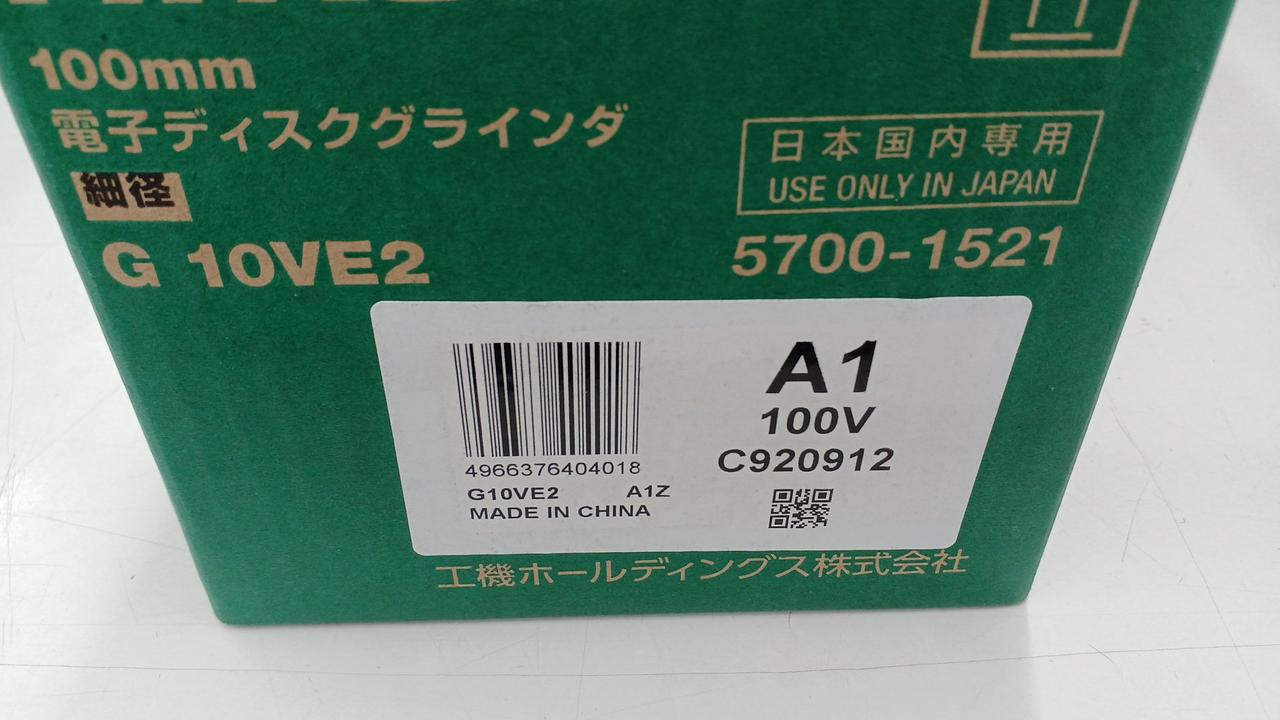 100mm
電子ディスクグラインダ
細径
G 10VE2
日本国内専用
USE ONLY IN JAPAN
5700-1521
4966376404018
G10VE2 A1Z
MADE IN CHINA
A1
100V
C920912
工機ホールディングス株式会社